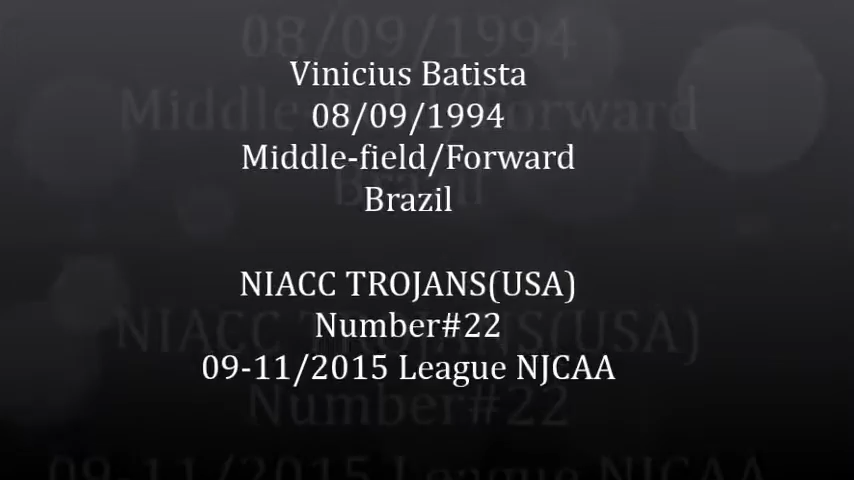 Vinicius Batista
08/09/1994
Middle-field/Forward
Brazil
NIACC TROJANS(USA)
Number#22
09-11/2015 League NJCAA